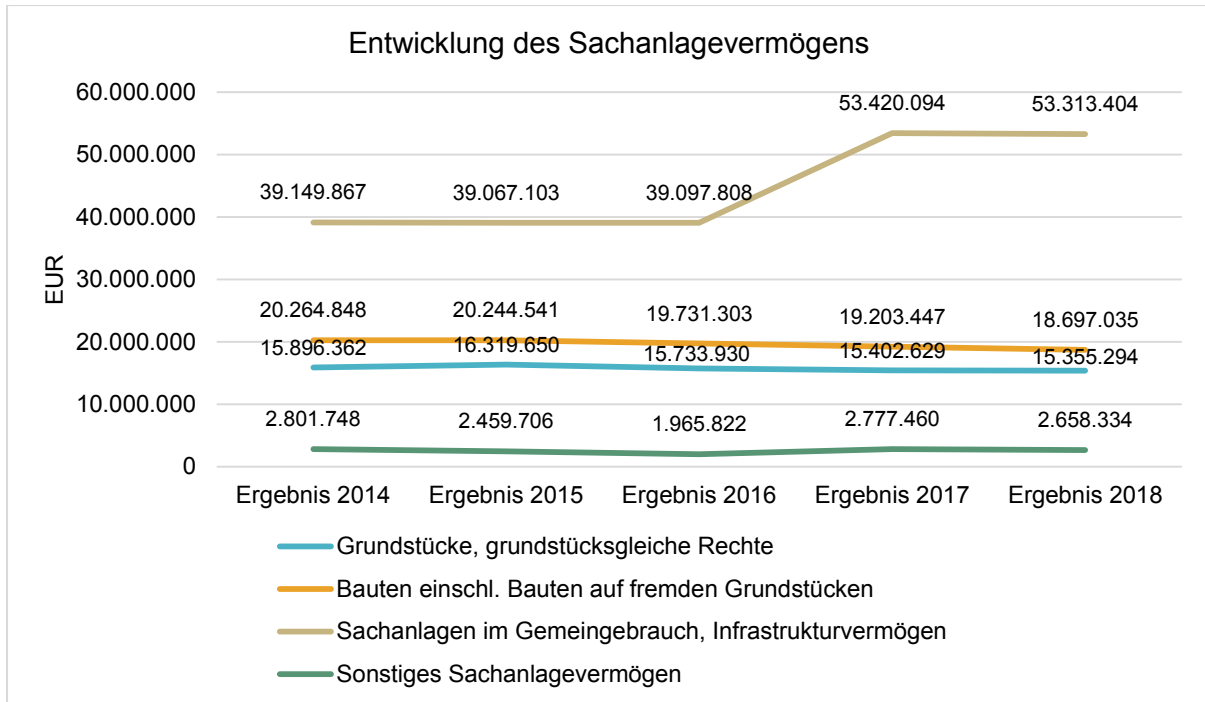 Entwicklung des Sachanlagevermögens
60.000.000
50.000.000
40.000.000
30.000.000
20.000.000
10.000.000
0
EUR
53.420.094 53.313.404
39.149.867 39.067.103 39.097.808
20.264.848 20.244.541 19.731.303 19.203.447 18.697.035
15.896.362 16.319.650 15.733.930 15.402.629 15.355.294
2.801.748 2.459.706 1.965.822 2.777.460 2.658.334
Ergebnis 2014 Ergebnis 2015 Ergebnis 2016 Ergebnis 2017 Ergebnis 2018
Grundstücke, grundstücksgleiche Rechte
Bauten einschl. Bauten auf fremden Grundstücken
Sachanlagen im Gemeingebrauch, Infrastrukturvermögen
Sonstiges Sachanlagevermögen